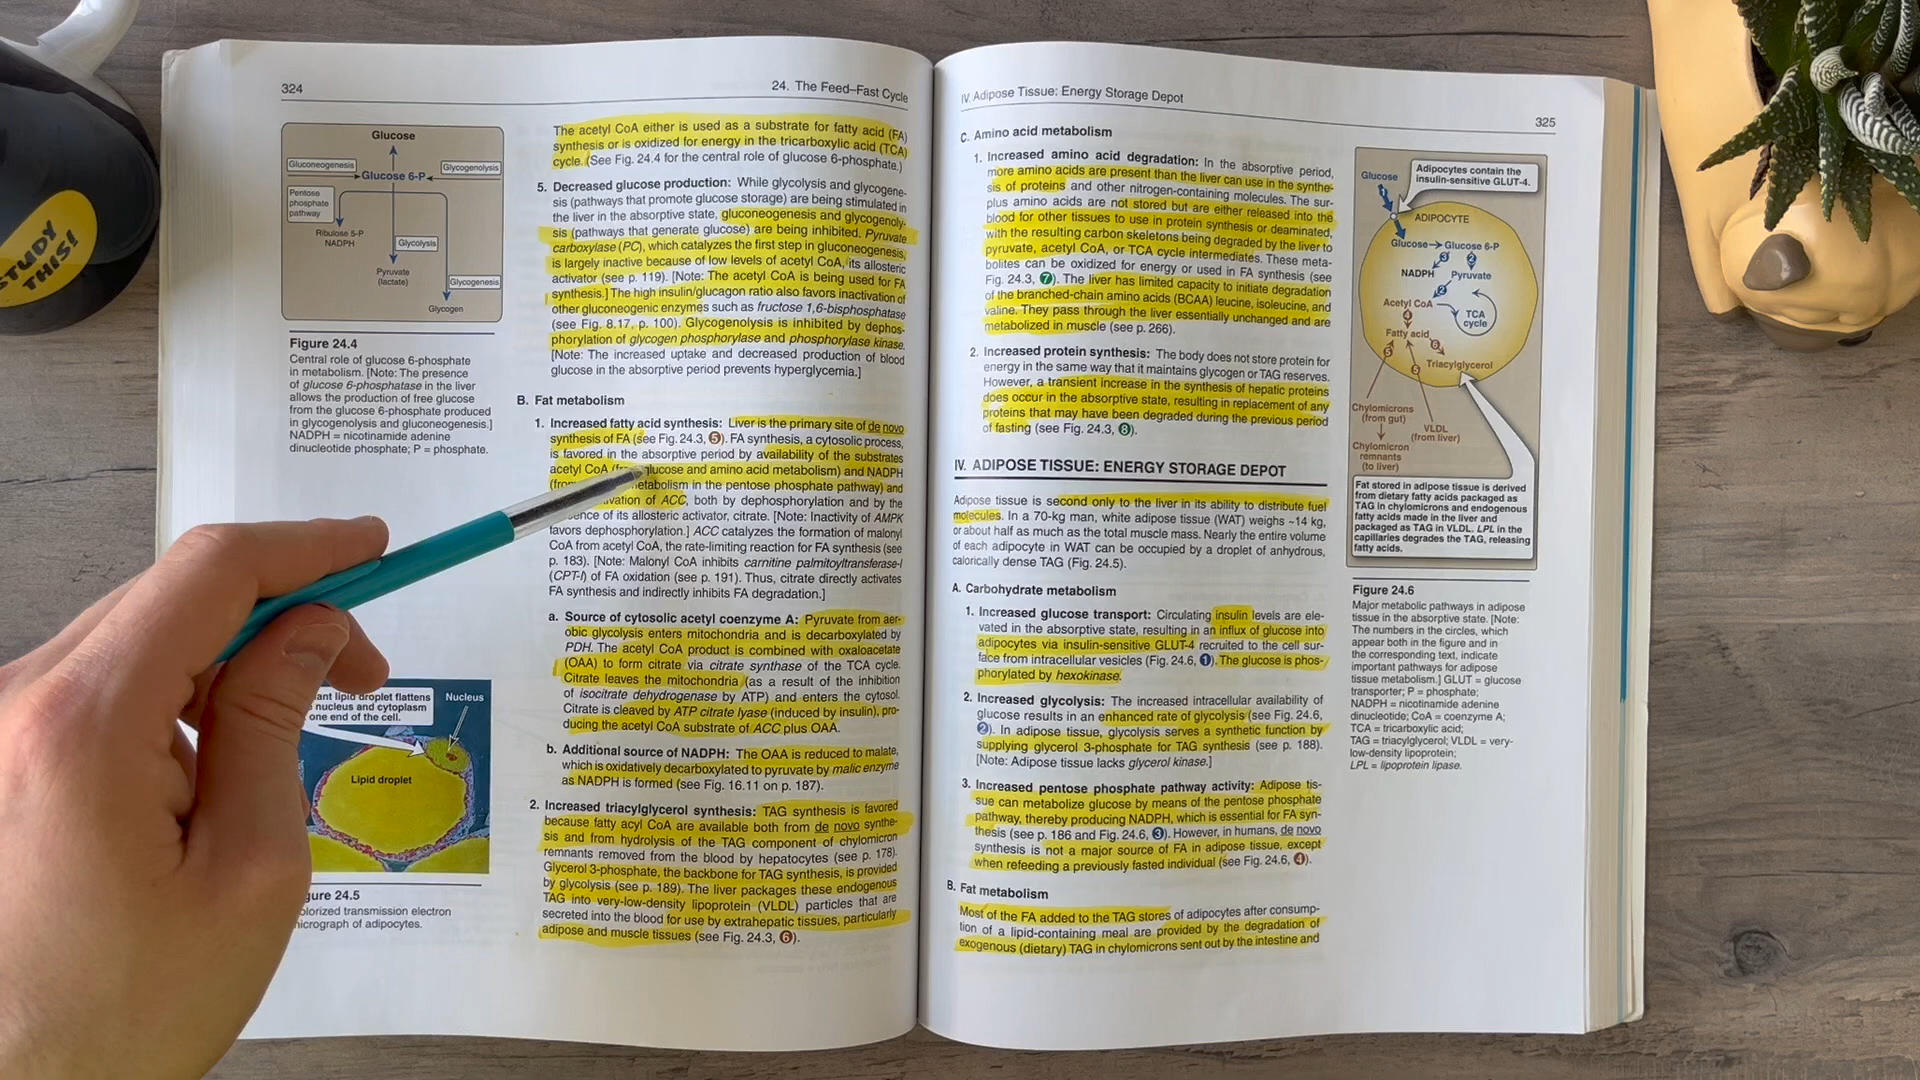 STUDY
THIS!
324
24. The Feed–Fast Cycle
Glucose
Gluconeogenesis
Glycogenolysis
Glucose 6-P
Pentose
phosphate
pathway
Ribulose 5-P
NADPH
Glycolysis
Pyruvate
(lactate)
Glycogenesis
Glycogen
Figure 24.4
Central role of glucose 6-phosphate
in metabolism. [Note: The presence
of glucose 6-phosphatase in the liver
allows the production of free glucose
from the glucose 6-phosphate produced
in glycogenolysis and gluconeogenesis.]
NADPH = nicotinamide adenine
dinucleotide phosphate; P = phosphate.
ant lipid droplet flattens
nucleus and cytoplasm
one end of the cell.
Nucleus
Lipid droplet
gure 24.5
olorized transmission electron
icrograph of adipocytes.
The acetyl CoA either is used as a substrate for fatty acid (FA)
synthesis or is oxidized for energy in the tricarboxylic acid (TCA)
cycle. (See Fig. 24.4 for the central role of glucose 6-phosphate.)
5. Decreased glucose production: While glycolysis and glycogene-
sis (pathways that promote glucose storage) are being stimulated in
the liver in the absorptive state, gluconeogenesis and glycogenoly-
sis (pathways that generate glucose) are being inhibited. Pyruvate
carboxylase (PC), which catalyzes the first step in gluconeogenesis,
is largely inactive because of low levels of acetyl CoA, its allosteric
activator (see p. 119). [Note: The acetyl CoA is being used for FA
synthesis.] The high insulin/glucagon ratio also favors inactivation of
other gluconeogenic enzymes such as fructose 1,6-bisphosphatase
(see Fig. 8.17, p. 100). Glycogenolysis is inhibited by dephos-
phorylation of glycogen phosphorylase and phosphorylase kinase.
[Note: The increased uptake and decreased production of blood
glucose in the absorptive period prevents hyperglycemia.]
B. Fat metabolism
1. Increased fatty acid synthesis: Liver is the primary site of de novo
synthesis of FA (see Fig. 24.3, 5). FA synthesis, a cytosolic process,
is favored in the absorptive period by availability of the substrates
acetyl CoA glucose and amino acid metabolism) and NADPH
(from etabolism in the pentose phosphate pathway) and
vation of ACC, both by dephosphorylation and by the
ence of its allosteric activator, citrate. [Note: Inactivity of AMPK
favors dephosphorylation.] ACC catalyzes the formation of malonyl
CoA from acetyl CoA, the rate-limiting reaction for FA synthesis (see
p. 183). [Note: Malonyl CoA inhibits carnitine palmitoyltransferase-I
(CPT-I) of FA oxidation (see p. 191). Thus, citrate directly activates
FA synthesis and indirectly inhibits FA degradation.]
a. Source of cytosolic acetyl coenzyme A: Pyruvate from aer-
obic glycolysis enters mitochondria and is decarboxylated by
PDH. The acetyl CoA product is combined with oxaloacetate
(OAA) to form citrate via citrate synthase of the TCA cycle.
Citrate leaves the mitochondria (as a result of the inhibition
of isocitrate dehydrogenase by ATP) and enters the cytosol.
Citrate is cleaved by ATP citrate lyase (induced by insulin), pro-
ducing the acetyl CoA substrate of ACC plus OAA.
b. Additional source of NADPH: The OAA is reduced to malate,
which is oxidatively decarboxylated to pyruvate by malic enzyme
as NADPH is formed (see Fig. 16.11 on p. 187).
2. Increased triacylglycerol synthesis: TAG synthesis is favored
because fatty acyl CoA are available both from de novo synthe-
sis and from hydrolysis of the TAG component of chylomicron
remnants removed from the blood by hepatocytes (see p. 178).
Glycerol 3-phosphate, the backbone for TAG synthesis, is provided
by glycolysis (see p. 189). The liver packages these endogenous
TAG into very-low-density lipoprotein (VLDL) particles that are
secreted into the blood for use by extrahepatic tissues, particularly
adipose and muscle tissues (see Fig. 24.3, 6).
IV. Adipose Tissue: Energy Storage Depot
325
C. Amino acid metabolism
1. Increased amino acid degradation: In the absorptive period,
more amino acids are present than the liver can use in the synthe-
sis of proteins and other nitrogen-containing molecules. The sur-
plus amino acids are not stored but are either released into the
blood for other tissues to use in protein synthesis or deaminated,
with the resulting carbon skeletons being degraded by the liver to
pyruvate, acetyl CoA, or TCA cycle intermediates. These meta-
bolites can be oxidized for energy or used in FA synthesis (see
Fig. 24.3, 7). The liver has limited capacity to initiate degradation
of the branched-chain amino acids (BCAA) leucine, isoleucine, and
valine. They pass through the liver essentially unchanged and are
metabolized in muscle (see p. 266).
2. Increased protein synthesis: The body does not store protein for
energy in the same way that it maintains glycogen or TAG reserves.
However, a transient increase in the synthesis of hepatic proteins
does occur in the absorptive state, resulting in replacement of any
proteins that may have been degraded during the previous period
of fasting (see Fig. 24.3, 8).
IV. ADIPOSE TISSUE: ENERGY STORAGE DEPOT
Adipose tissue is second only to the liver in its ability to distribute fuel
molecules. In a 70-kg man, white adipose tissue (WAT) weighs ~14 kg,
or about half as much as the total muscle mass. Nearly the entire volume
of each adipocyte in WAT can be occupied by a droplet of anhydrous,
calorically dense TAG (Fig. 24.5).
A. Carbohydrate metabolism
1. Increased glucose transport: Circulating insulin levels are ele-
vated in the absorptive state, resulting in an influx of glucose into
adipocytes via insulin-sensitive GLUT-4 recruited to the cell sur-
face from intracellular vesicles (Fig. 24.6, 1). The glucose is phos-
phorylated by hexokinase.
2. Increased glycolysis: The increased intracellular availability of
glucose results in an enhanced rate of glycolysis (see Fig. 24.6,
2). In adipose tissue, glycolysis serves a synthetic function by
supplying glycerol 3-phosphate for TAG synthesis (see p. 188).
[Note: Adipose tissue lacks glycerol kinase.]
3. Increased pentose phosphate pathway activity: Adipose tis-
sue can metabolize glucose by means of the pentose phosphate
pathway, thereby producing NADPH, which is essential for FA syn-
thesis (see p. 186 and Fig. 24.6, 3). However, in humans, de novo
synthesis is not a major source of FA in adipose tissue, except
when refeeding a previously fasted individual (see Fig. 24.6, 4).
B. Fat metabolism
Most of the FA added to the TAG stores of adipocytes after consump-
tion of a lipid-containing meal are provided by the degradation of
exogenous (dietary) TAG in chylomicrons sent out by the intestine and
Glucose
Adipocytes contain the
insulin-sensitive GLUT-4.
1
ADIPOCYTE
Glucose
Glucose 6-P
3
2
NADPH
Pyruvate
2
Acetyl CoA
TCA
cycle
4
Fatty acid
5
6
5
Triacylglycerol
Chylomicrons
(from gut)
VLDL
(from liver)
Chylomicron
remnants
(to liver)
Fat stored in adipose tissue is derived
from dietary fatty acids packaged as
TAG in chylomicrons and endogenous
fatty acids made in the liver and
packaged as TAG in VLDL. LPL in the
capillaries degrades the TAG, releasing
fatty acids.
Figure 24.6
Major metabolic pathways in adipose
tissue in the absorptive state. [Note:
The numbers in the circles, which
appear both in the figure and in
the corresponding text, indicate
important pathways for adipose
tissue metabolism.] GLUT = glucose
transporter; P = phosphate;
NADPH = nicotinamide adenine
dinucleotide; CoA = coenzyme A;
TCA = tricarboxylic acid;
TAG = triacylglycerol; VLDL = very-
low-density lipoprotein;
LPL = lipoprotein lipase.